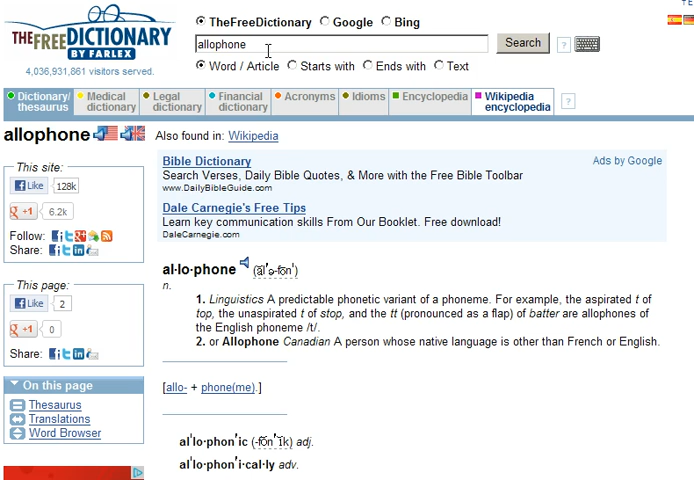 TE
THEFREEDICTIONARY
BY FARLEX
4,036,931,861 visitors served.
TheFreeDictionary Google Bing
allophone
Search ?
Word / Article Starts with Ends with Text
Dictionary/ thesaurus Medical dictionary Legal dictionary Financial dictionary Acronyms Idioms Encyclopedia Wikipedia encyclopedia ?
allophone Also found in: Wikipedia
This site:
Like 128k
+1 6.2k
Follow:
Share:
This page:
Like 2
+1 0
Share:
On this page
Thesaurus
Translations
Word Browser
Bible Dictionary Ads by Google
Search Verses, Daily Bible Quotes, & More with the Free Bible Toolbar
www.DailyBibleGuide.com
Dale Carnegie's Free Tips
Learn key communication skills From Our Booklet. Free download!
DaleCarnegie.com
al·lo·phone (ăl′ə-fōn′)
n.
1. Linguistics A predictable phonetic variant of a phoneme. For example, the aspirated t of
top, the unaspirated t of stop, and the tt (pronounced as a flap) of batter are allophones of
the English phoneme /t/.
2. or Allophone Canadian A person whose native language is other than French or English.
[allo- + phone(me).]
al′lo·phon′ic (-fŏn′ĭk) adj.
al′lo·phon′i·cal·ly adv.